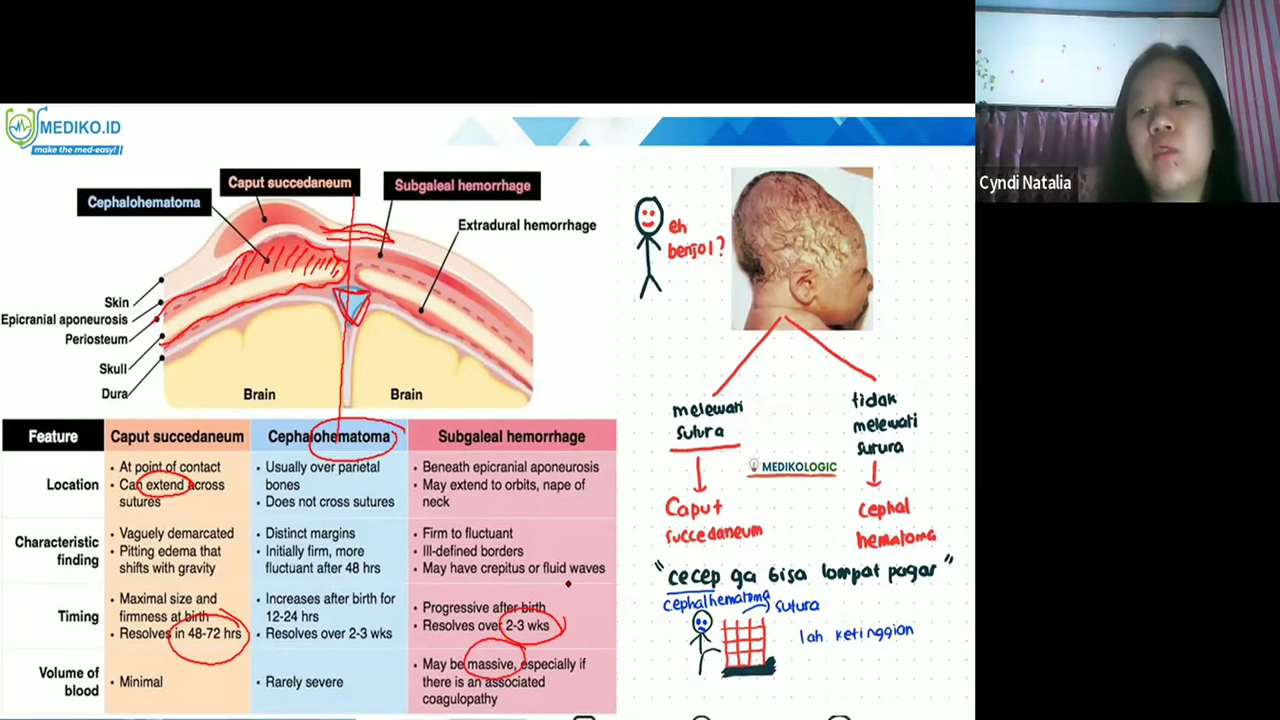 MEDIKO.ID
make the med-easy!
Cyndi Natalia
Caput succedaneum
Cephalohematoma
Subgaleal hemorrhage
Extradural hemorrhage
Skin
Epicranial aponeurosis
Periosteum
Skull
Dura
Brain
Brain
Feature
Caput succedaneum
Cephalohematoma
Subgaleal hemorrhage
Location
• At point of contact
• Can extend across
sutures
• Usually over parietal
bones
• Does not cross sutures
• Beneath epicranial aponeurosis
• May extend to orbits, nape of
neck
Characteristic
finding
• Vaguely demarcated
• Pitting edema that
shifts with gravity
• Distinct margins
• Initially firm, more
fluctuant after 48 hrs
• Firm to fluctuant
• Ill-defined borders
• May have crepitus or fluid waves
Timing
• Maximal size and
firmness at birth
• Resolves in 48-72 hrs
• Increases after birth for
12-24 hrs
• Resolves over 2-3 wks
• Progressive after birth
• Resolves over 2-3 wks
Volume of
blood
• Minimal
• Rarely severe
• May be massive, especially if
there is an associated
coagulopathy
eh
benjol?
melewati
sutura
tidak
melewati
sutura
MEDIKOLOGIC
Caput
succedaneum
cephal
hematoma
"cecep ga bisa lompat pagar"
cephalhematoma
sutura
lah ketinggian